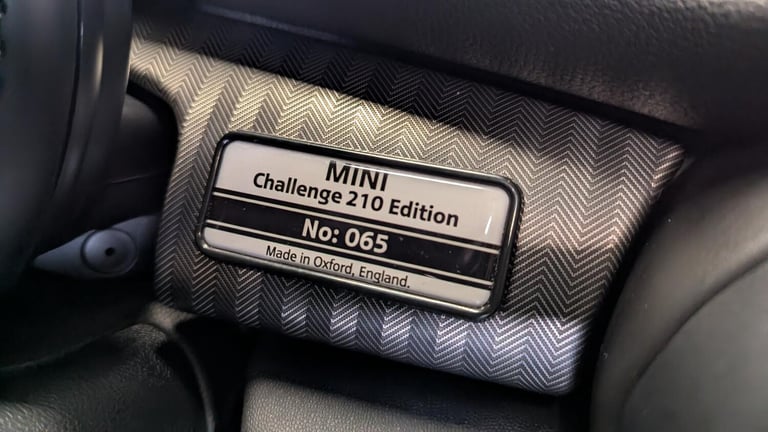 MINI
Challenge 210 Edition
No: 065
Made in Oxford, England.